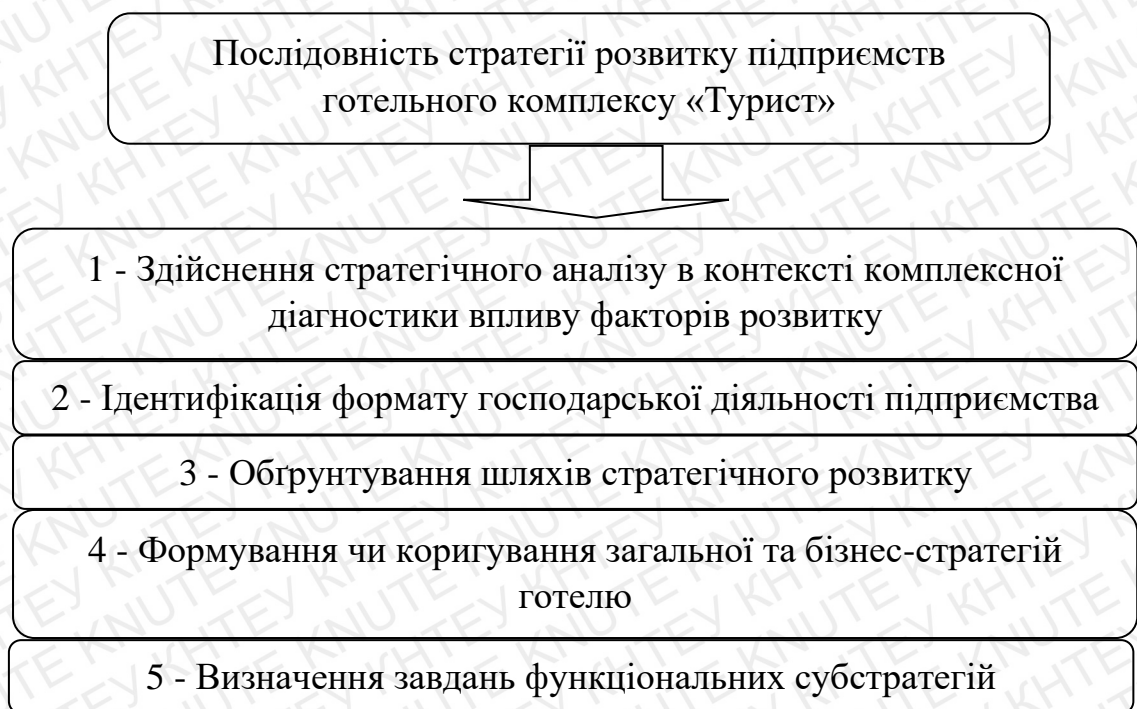 Послідовність стратегії розвитку підприємств
готельного комплексу «Турист»
1 - Здійснення стратегічного аналізу в контексті комплексної
діагностики впливу факторів розвитку
2 - Ідентифікація формату господарської діяльності підприємства
3 - Обґрунтування шляхів стратегічного розвитку
4 - Формування чи коригування загальної та бізнес-стратегій
готелю
5 - Визначення завдань функціональних субстратегій